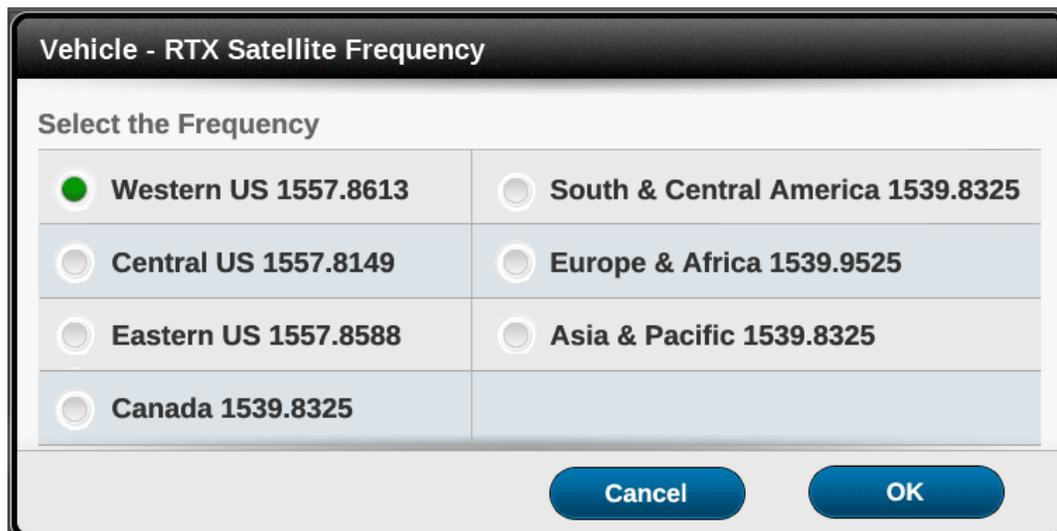 Vehicle - RTX Satellite Frequency
Select the Frequency
Western US 1557.8613
South & Central America 1539.8325
Central US 1557.8149
Europe & Africa 1539.9525
Eastern US 1557.8588
Asia & Pacific 1539.8325
Canada 1539.8325
Cancel
OK